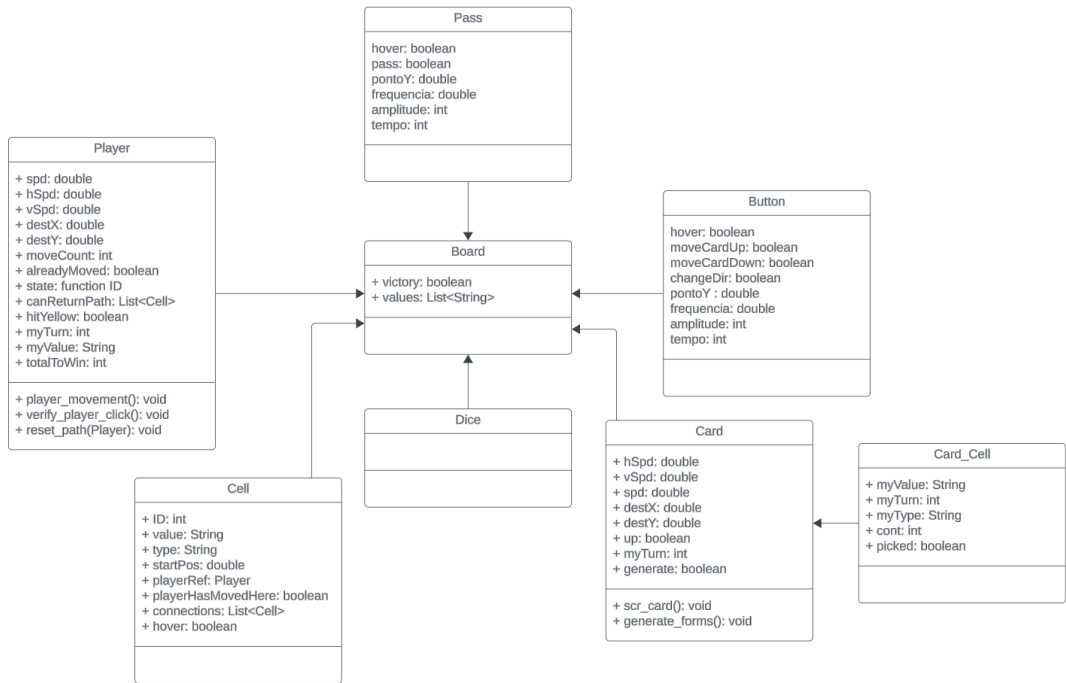 Pass
hover: boolean
pass: boolean
pontoY: double
frequencia: double
amplitude: int
tempo: int
Player
+ spd: double
+ hSpd: double
+ vSpd: double
+ destX: double
+ destY: double
+ moveCount: int
+ alreadyMoved: boolean
+ state: function ID
+ canReturnPath: List<Cell>
+ hitYellow: boolean
+ myTurn: int
+ myValue: String
+ totalToWin: int
+ player_movement(): void
+ verify_player_click(): void
+ reset_path(Player): void
Board
+ victory: boolean
+ values: List<String>
Button
hover: boolean
moveCardUp: boolean
moveCardDown: boolean
changeDir: boolean
pontoY : double
frequencia: double
amplitude: int
tempo: int
Dice
Cell
+ ID: int
+ value: String
+ type: String
+ startPos: double
+ playerRef: Player
+ playerHasMovedHere: boolean
+ connections: List<Cell>
+ hover: boolean
Card
+ hSpd: double
+ vSpd: double
+ spd: double
+ destX: double
+ destY: double
+ up: boolean
+ myTurn: int
+ generate: boolean
+ scr_card(): void
+ generate_forms(): void
Card_Cell
+ myValue: String
+ myTurn: int
+ myType: String
+ cont: int
+ picked: boolean